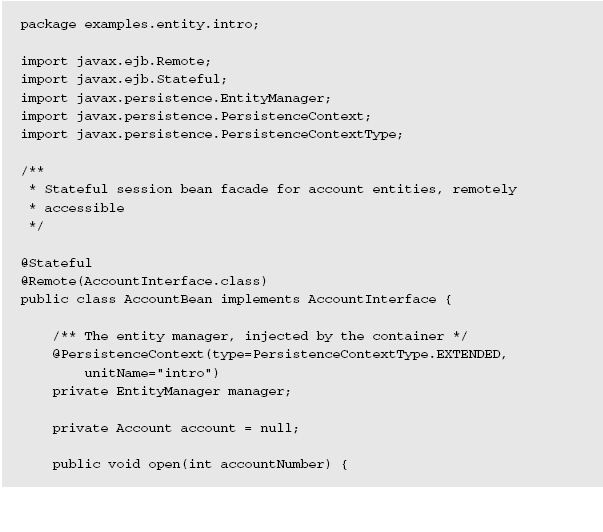 package examples.entity.intro;
import javax.ejb.Remote;
import javax.ejb.Stateful;
import javax.persistence.EntityManager;
import javax.persistence.PersistenceContext;
import javax.persistence.PersistenceContextType;
/**
* Stateful session bean facade for account entities, remotely
* accessible
*/
@Stateful
@Remote(AccountInterface.class)
public class AccountBean implements AccountInterface {
/** The entity manager, injected by the container */
@PersistenceContext(type=PersistenceContextType.EXTENDED,
unitName="intro")
private EntityManager manager;
private Account account = null;
public void open(int accountNumber) {